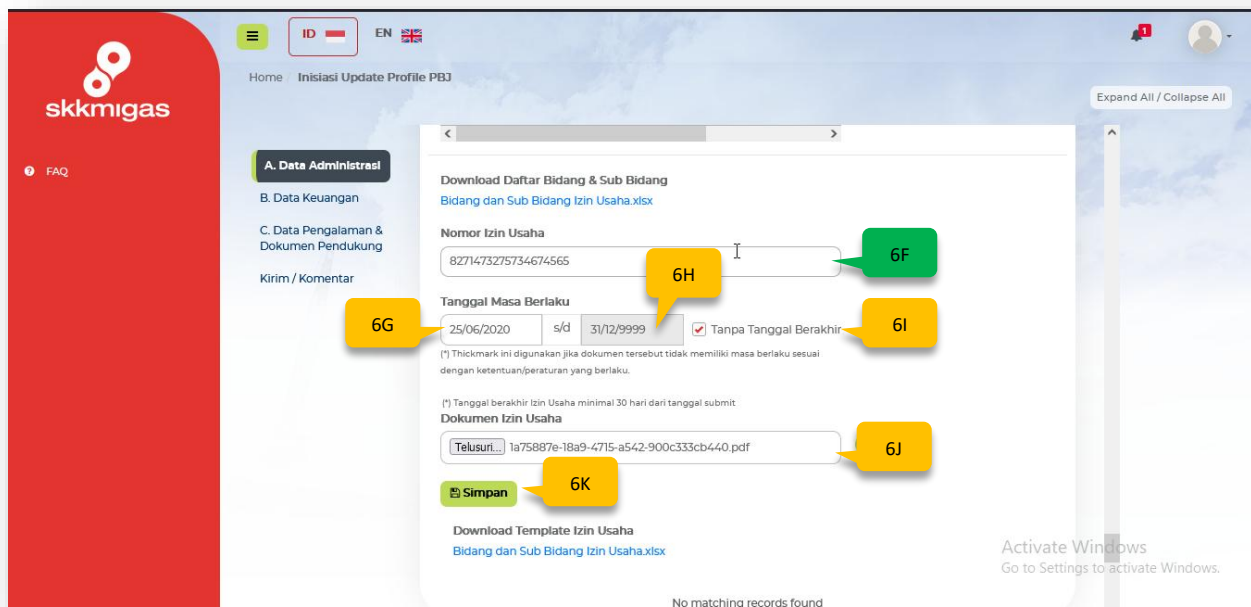 ID
EN
1
Home / Inisiasi Update Profile PBJ
Expand All / Collapse All
skkmigas
FAQ
A. Data Administrasi
B. Data Keuangan
C. Data Pengalaman &
Dokumen Pendukung
Kirim / Komentar
Download Daftar Bidang & Sub Bidang
Bidang dan Sub Bidang Izin Usaha.xlsx
Nomor Izin Usaha
8271473275734674565
6F
6H
Tanggal Masa Berlaku
6G
25/06/2020 s/d 31/12/9999 Tanpa Tanggal Berakhir
6I
(*) Thickmark ini digunakan jika dokumen tersebut tidak memiliki masa berlaku sesuai
dengan ketentuan/peraturan yang berlaku.
(*) Tanggal berakhir Izin Usaha minimal 30 hari dari tanggal submit
Dokumen Izin Usaha
Telusuri... 1a75887e-18a9-4715-a542-900c333cb440.pdf
6J
Simpan
6K
Download Template Izin Usaha
Bidang dan Sub Bidang Izin Usaha.xlsx
Activate Windows
Go to Settings to activate Windows.
No matching records found